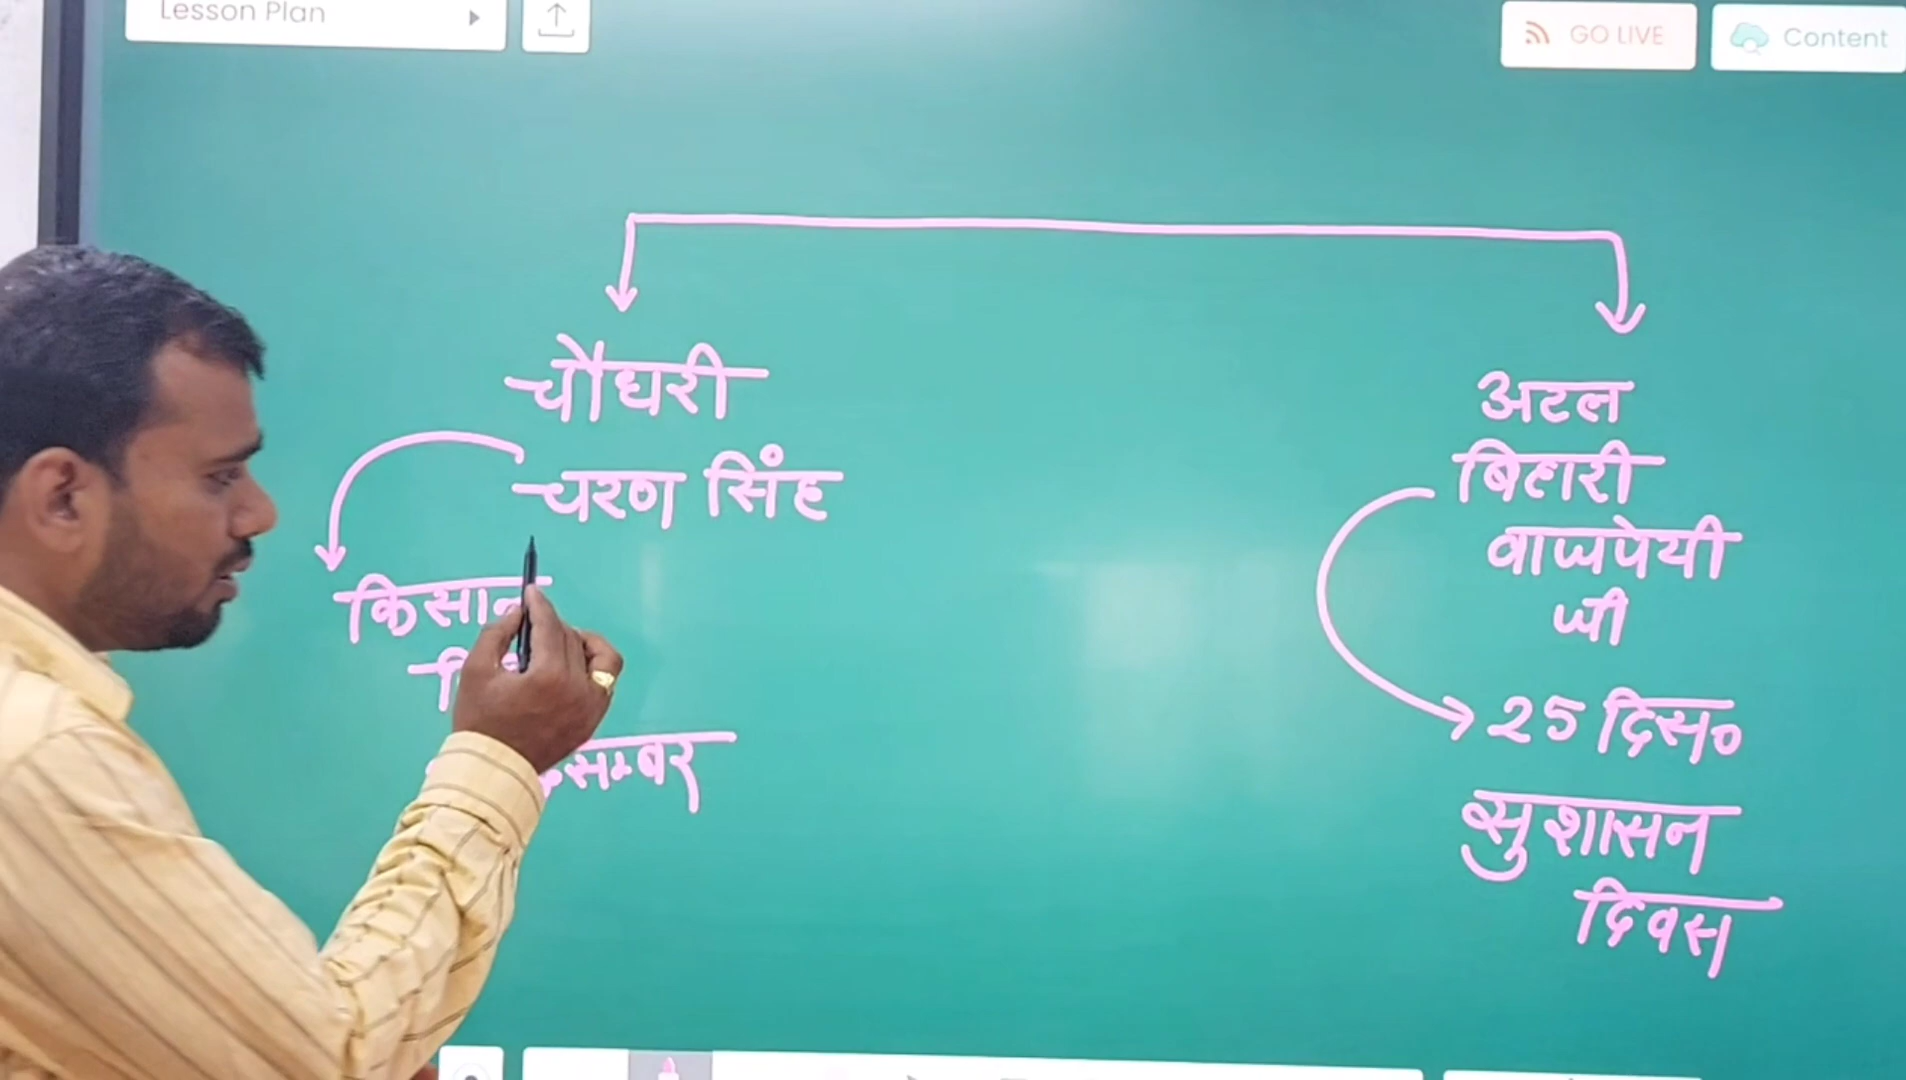 Lesson Plan
GO LIVE
Content
चौधरी
चरण सिंह
किसान
अटल
बिहारी
वाजपेयी
जी
25 दिस०
सुशासन
दिवस